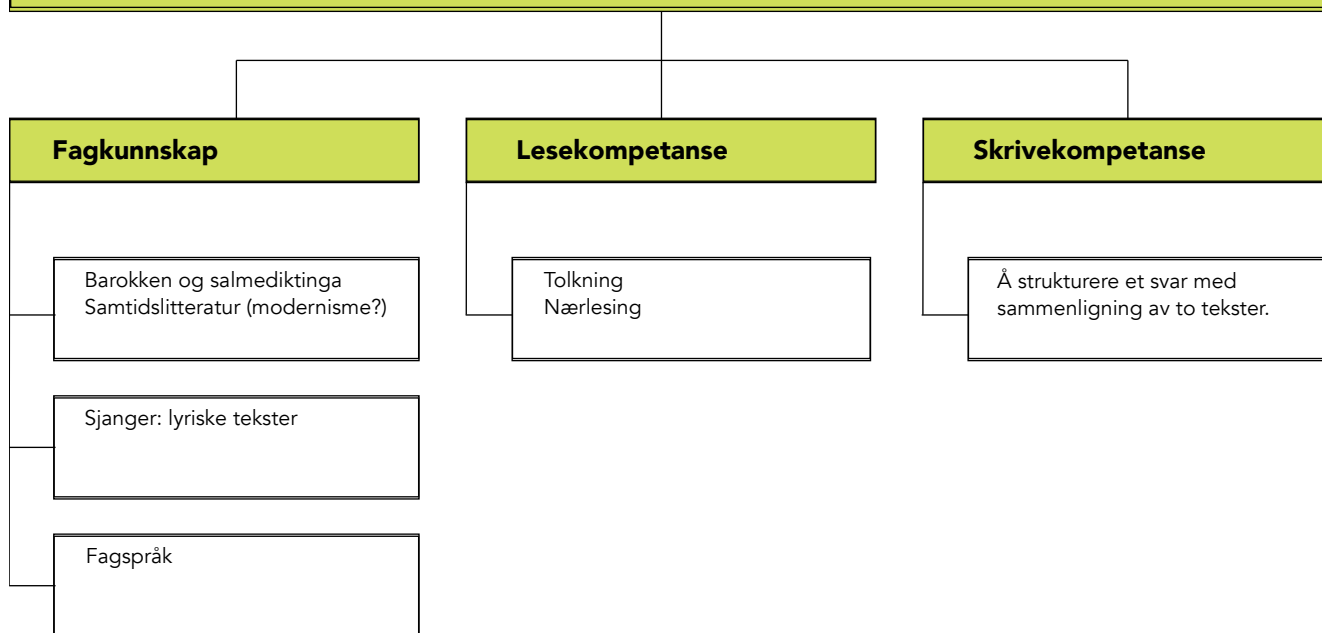 Fagkunnskap
Barokken og salmediktinga
Samtidslitteratur (modernisme?)
Sjanger: lyriske tekster
Fagspråk
Lesekompetanse
Tolkning
Nærlesing
Skrivekompetanse
Å strukturere et svar med
sammenligning av to tekster.